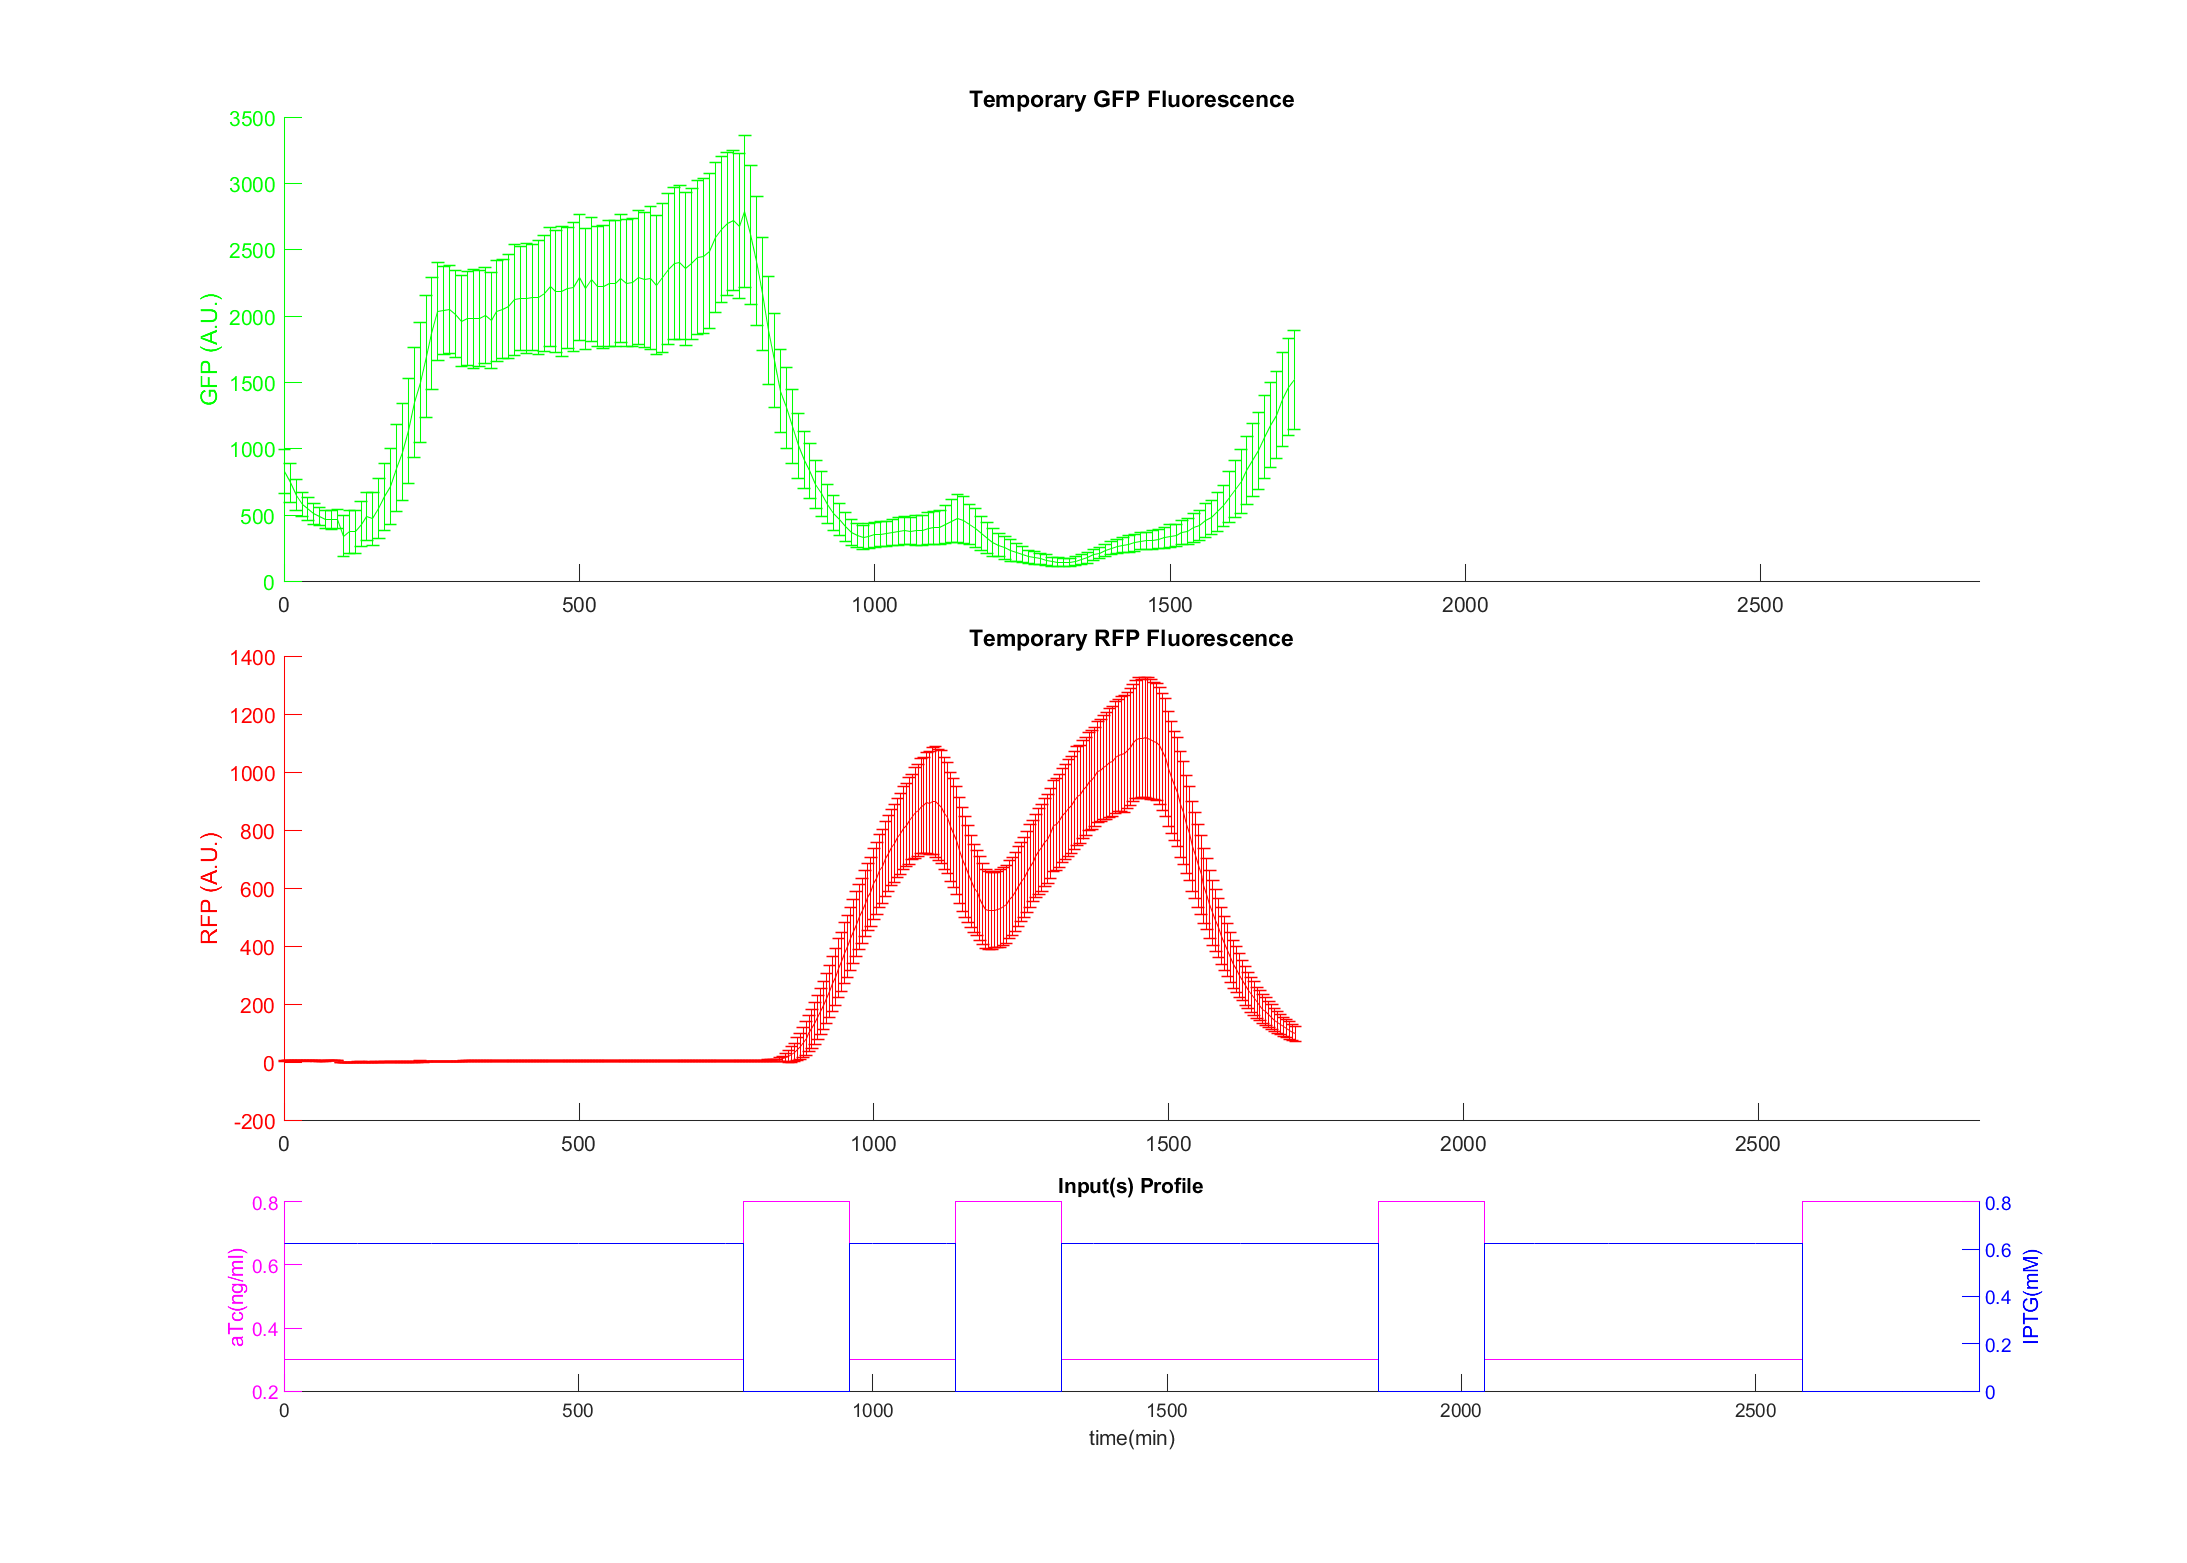 Temporary GFP Fluorescence
3500
3000
2500
2000
1500
1000
500
0
GFP (A.U.)
0 500 1000 1500 2000 2500
Temporary RFP Fluorescence
1400
1200
1000
800
600
400
200
0
-200
RFP (A.U.)
0 500 1000 1500 2000 2500
Input(s) Profile
0.8
0.6
0.4
0.2
aTc(ng/ml)
0.8
0.6
0.4
0.2
0
IPTG(mM)
0 500 1000 1500 2000 2500
time(min)